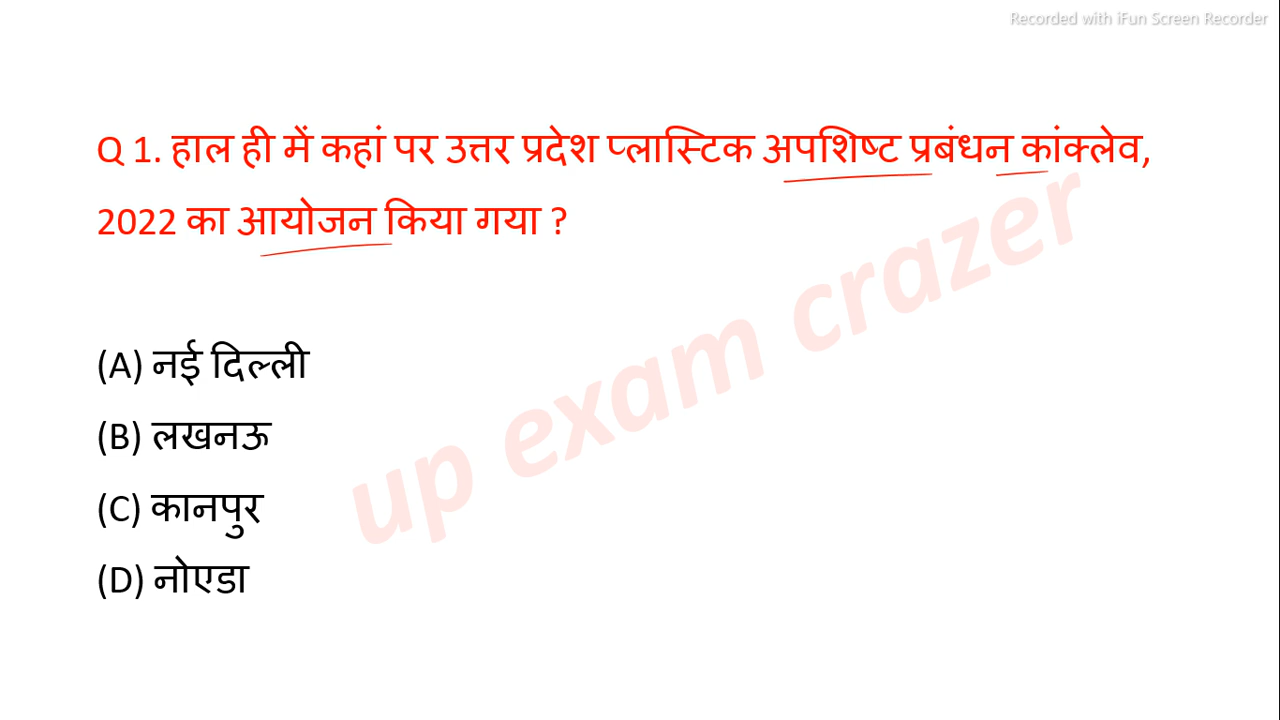 Recorded with iFun Screen Recorder
Q 1. हाल ही में कहां पर उत्तर प्रदेश प्लास्टिक अपशिष्ट प्रबंधन कांक्लेव,
2022 का आयोजन किया गया ?
(A) नई दिल्ली
(B) लखनऊ
(C) कानपुर
(D) नोएडा
up exam crazer